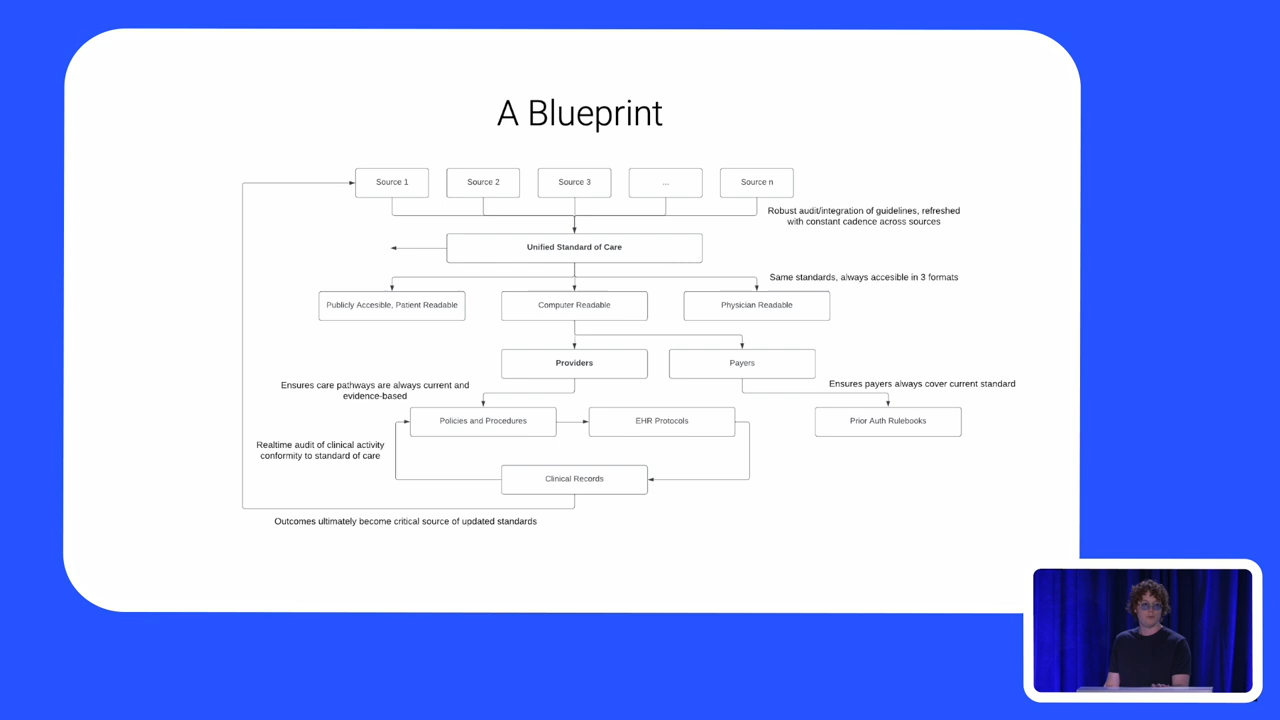 A Blueprint
Source 1
Source 2
Source 3
...
Source n
Robust audit/integration of guidelines, refreshed
with constant cadence across sources
Unified Standard of Care
Same standards, always accesible in 3 formats
Publicly Accesible, Patient Readable
Computer Readable
Physician Readable
Providers
Payers
Ensures care pathways are always current and
evidence-based
Ensures payers always cover current standard
Policies and Procedures
EHR Protocols
Prior Auth Rulebooks
Realtime audit of clinical activity
conformity to standard of care
Clinical Records
Outcomes ultimately become critical source of updated standards